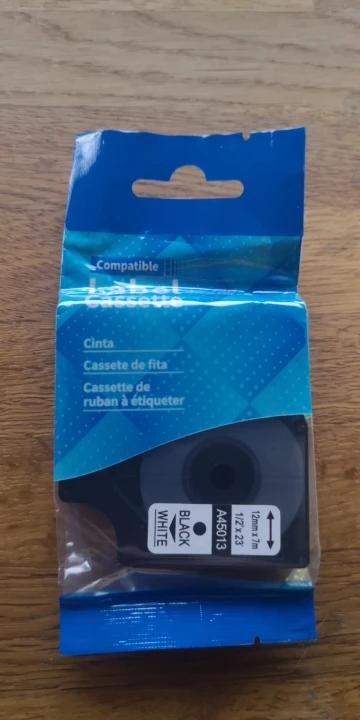 Compatible
Label
Cassette
Cinta
Cassete de fita
Cassette de
ruban à étiqueter
12mm x 7m
1/2"x 23'
A45013
BLACK
WHITE